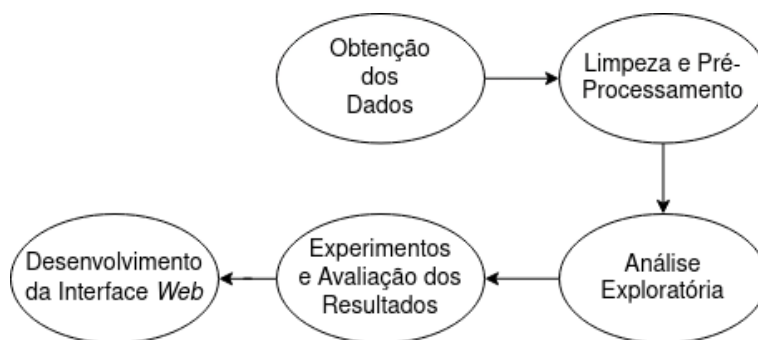 Obtenção
dos
Dados
Limpeza e Pré-
Processamento
Análise
Exploratória
Experimentos
e Avaliação dos
Resultados
Desenvolvimento
da Interface Web